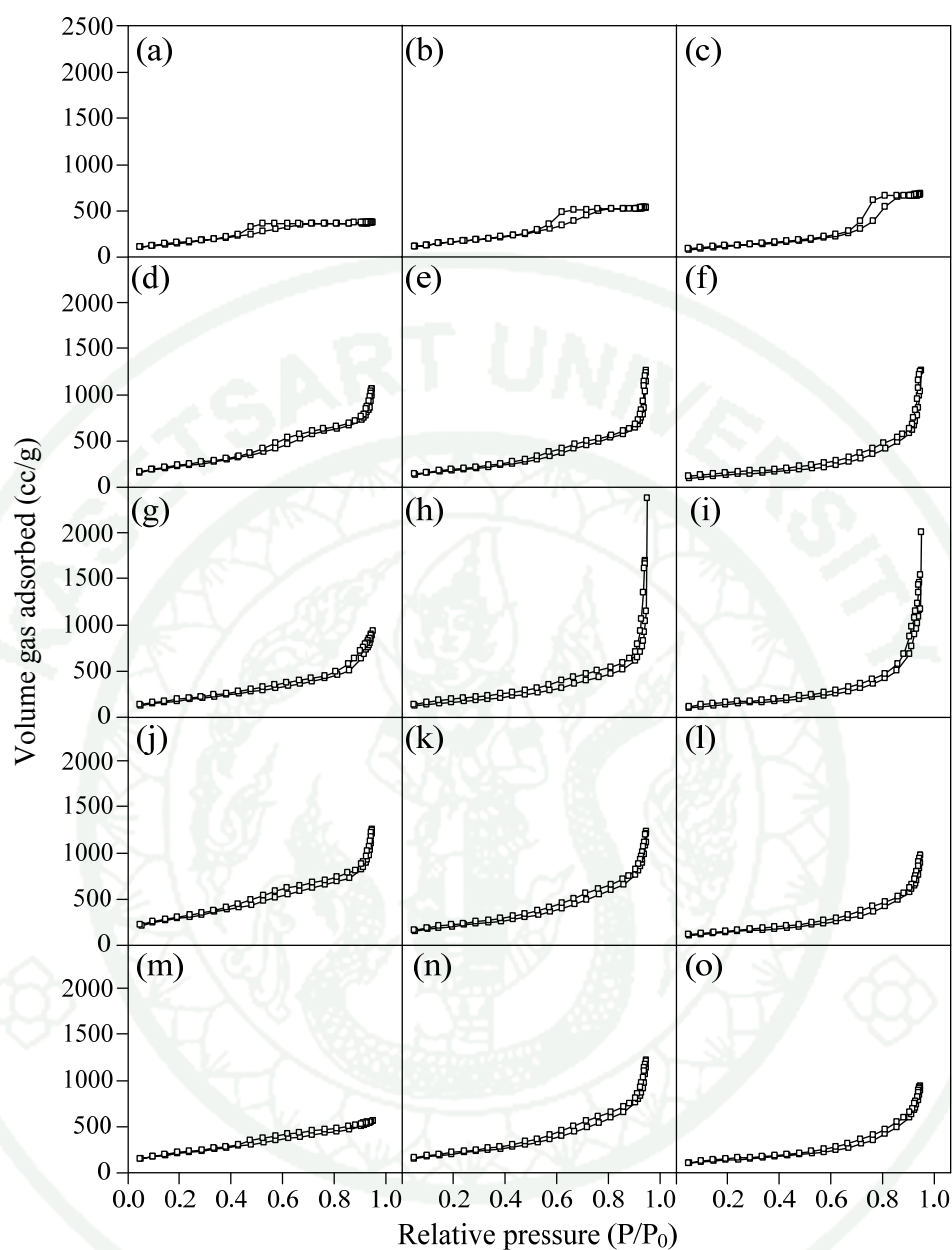 2500
(a) (b) (c)
2000
1500
1000
500
0
(d) (e) (f)
2000
1500
1000
500
0
(g) (h) (i)
2000
1500
1000
500
0
(j) (k) (l)
2000
1500
1000
500
0
(m) (n) (o)
2000
1500
1000
500
0
0.0 0.2 0.4 0.6 0.8 1.0 0.2 0.4 0.6 0.8 1.0 0.2 0.4 0.6 0.8 1.0
Relative pressure (P/P0)
Volume gas adsorbed (cc/g)
KASETSART UNIVERSITY